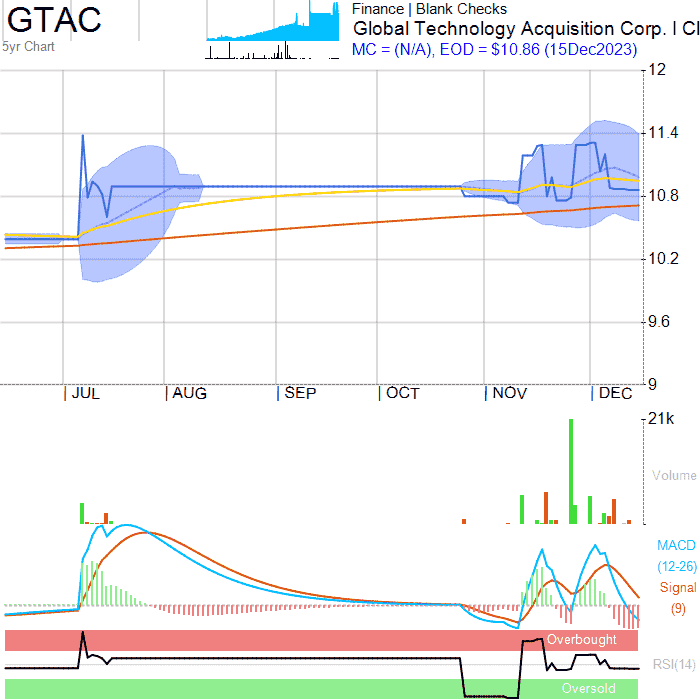 GTAC
5yr Chart
Finance | Blank Checks
Global Technology Acquisition Corp. I Cl
MC = (N/A), EOD = $10.86 (15Dec2023)
12
11.4
10.8
10.2
9.6
9
JUL AUG SEP OCT NOV DEC
21k
Volume
MACD
(12-26)
Signal
(9)
Overbought
RSI(14)
Oversold